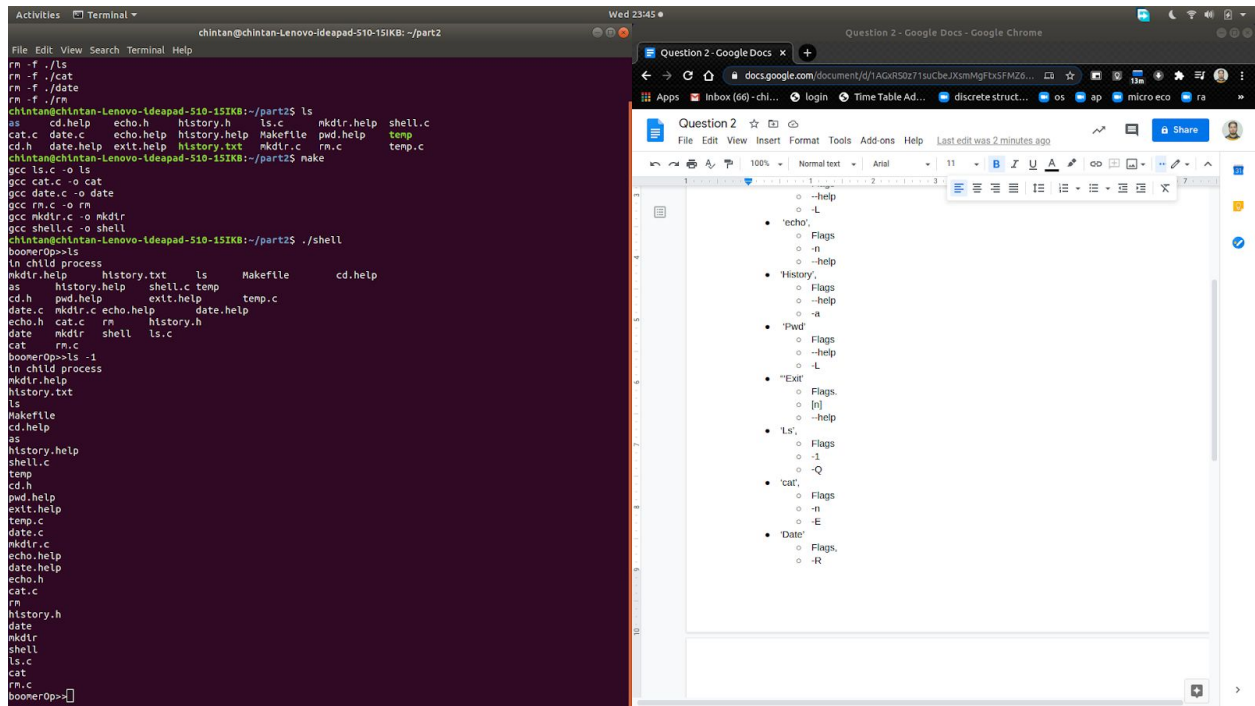 Activities Terminal Wed 23:45
chintan@chintan-Lenovo-ideapad-510-15IKB: ~/part2
File Edit View Search Terminal Help
rm -f ./ls
rm -f ./cat
rm -f ./date
rm -f ./rm
chintan@chintan-Lenovo-ideapad-510-15IKB:~/part2$ ls
as cd.help echo.h history.h ls.c mkdir.help shell.c
cat.c date.c echo.help history.help Makefile pwd.help temp
cd.h date.help exit.help history.txt mkdir.c rm.c temp.c
chintan@chintan-Lenovo-ideapad-510-15IKB:~/part2$ make
gcc ls.c -o ls
gcc cat.c -o cat
gcc date.c -o date
gcc rm.c -o rm
gcc mkdir.c -o mkdir
gcc shell.c -o shell
chintan@chintan-Lenovo-ideapad-510-15IKB:~/part2$ ./shell
boomerOp>>ls
in child process
mkdir.help history.txt ls Makefile cd.help
as history.help shell.c temp
cd.h pwd.help exit.help temp.c
date.c mkdir.c echo.help date.help
echo.h cat.c rm history.h
date mkdir shell ls.c
cat rm.c
boomerOp>>ls -1
in child process
mkdir.help
history.txt
ls
Makefile
cd.help
as
history.help
shell.c
temp
cd.h
pwd.help
exit.help
temp.c
date.c
mkdir.c
echo.help
date.help
echo.h
cat.c
rm
history.h
date
mkdir
shell
ls.c
cat
rm.c
boomerOp>>
Question 2 - Google Docs - Google Chrome
Question 2 - Google Docs
docs.google.com/document/d/1AGxRS0z71suCbeJXsmMgFtxSFMZ6... 13m
Apps Inbox (66) - chi... login Time Table Ad... discrete struct... os ap micro eco ra »
Question 2
File Edit View Insert Format Tools Add-ons Help Last edit was 2 minutes ago
Share
100% Normal text Arial 11 B I U A
1 1 2 3 7
--help
-L
'echo',
Flags
-n
--help
'History',
Flags
--help
-a
'Pwd'
Flags
--help
-L
"'Exit'
Flags.
[n]
--help
'Ls',
Flags
-1
-Q
'cat',
Flags
-n
-E
'Date'
Flags,
-R